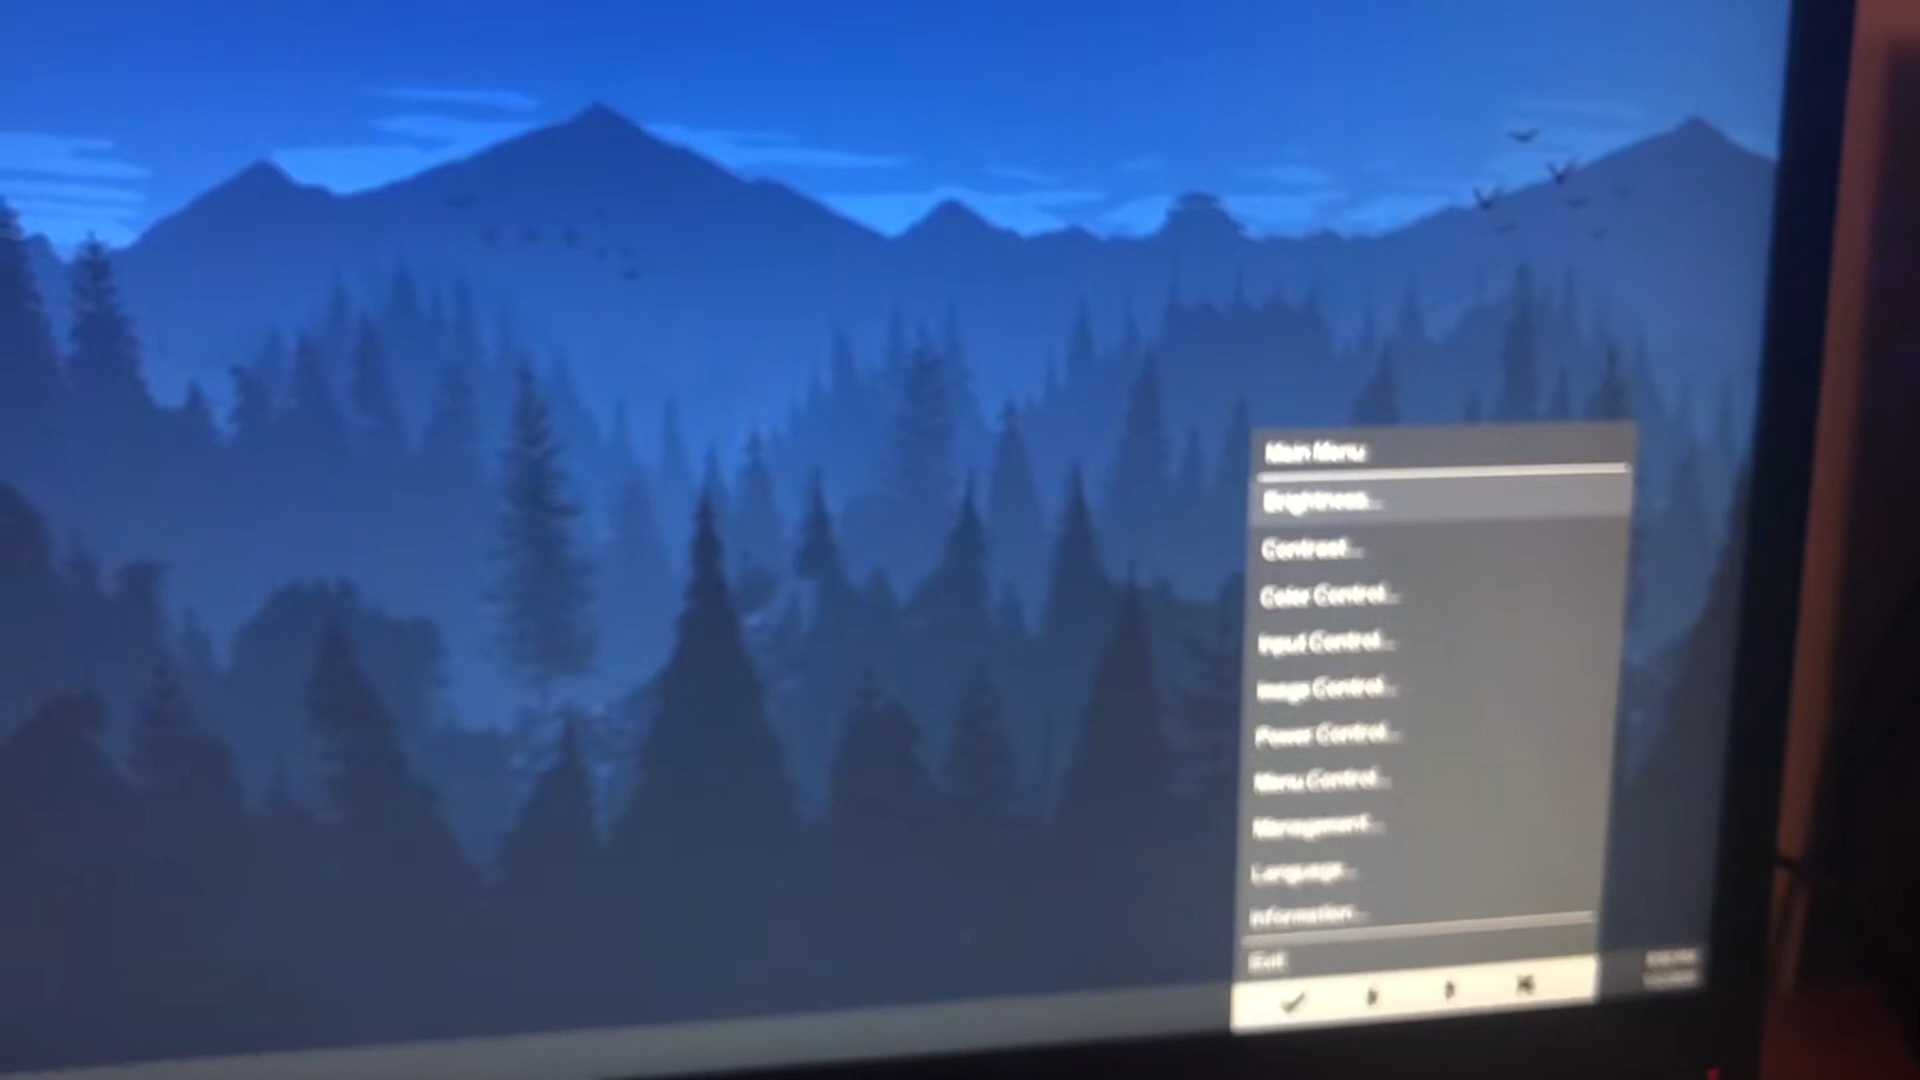 Main Menu
Brightness...
Contrast...
Color Control...
Input Control...
Image Control...
Power Control...
Menu Control...
Management...
Language...
Information...
Exit